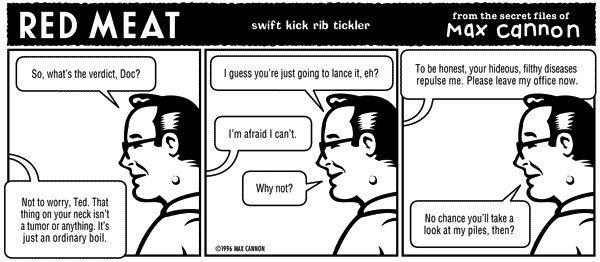 RED MEAT
swift kick rib tickler
from the secret files of
max cannon
So, what's the verdict, Doc?
Not to worry, Ted. That
thing on your neck isn't
a tumor or anything. It's
just an ordinary boil.
I guess you're just going to lance it, eh?
I'm afraid I can't.
Why not?
©1996 MAX CANNON
To be honest, your hideous, filthy diseases
repulse me. Please leave my office now.
No chance you'll take a
look at my piles, then?